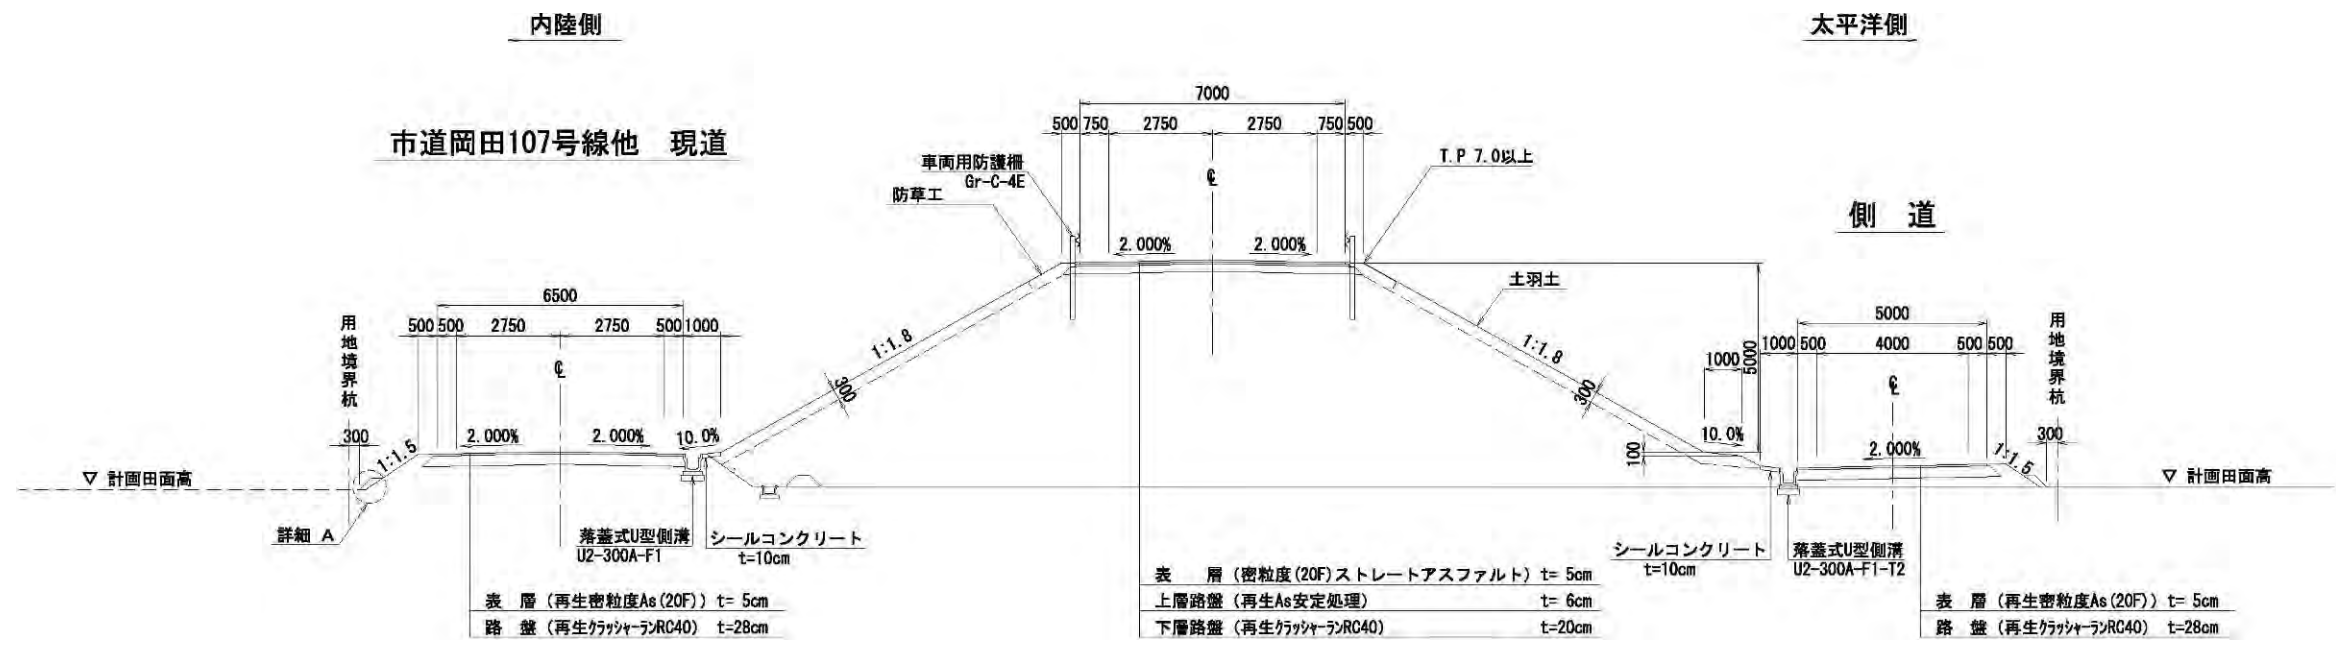 内陸側
太平洋側
市道岡田107号線他　現道
側　道
7000
500 750 2750 2750 750 500
車両用防護柵
Gr-C-4E
防草工
T.P 7.0以上
℄
2.000% 2.000%
土羽土
6500
500 500 2750 2750 500 1000
℄
用地境界杭
300
1:1.5
2.000% 2.000%
10.0%
1:1.8
300
1:1.8
300
1000
5000
10.0%
100
5000
1000 500 4000 500 500
℄
2.000%
1:1.5
用地境界杭
300
▽ 計画田面高
▽ 計画田面高
詳細 A
落蓋式U型側溝
U2-300A-F1
シールコンクリート
t=10cm
シールコンクリート
t=10cm
落蓋式U型側溝
U2-300A-F1-T2
表　層（再生密粒度As(20F)）t= 5cm
路　盤（再生クラッシャーランRC40） t=28cm
表　　層（密粒度(20F)ストレートアスファルト）t= 5cm
上層路盤（再生As安定処理） t= 6cm
下層路盤（再生クラッシャーランRC40） t=20cm
表　層（再生密粒度As(20F)）t= 5cm
路　盤（再生クラッシャーランRC40） t=28cm